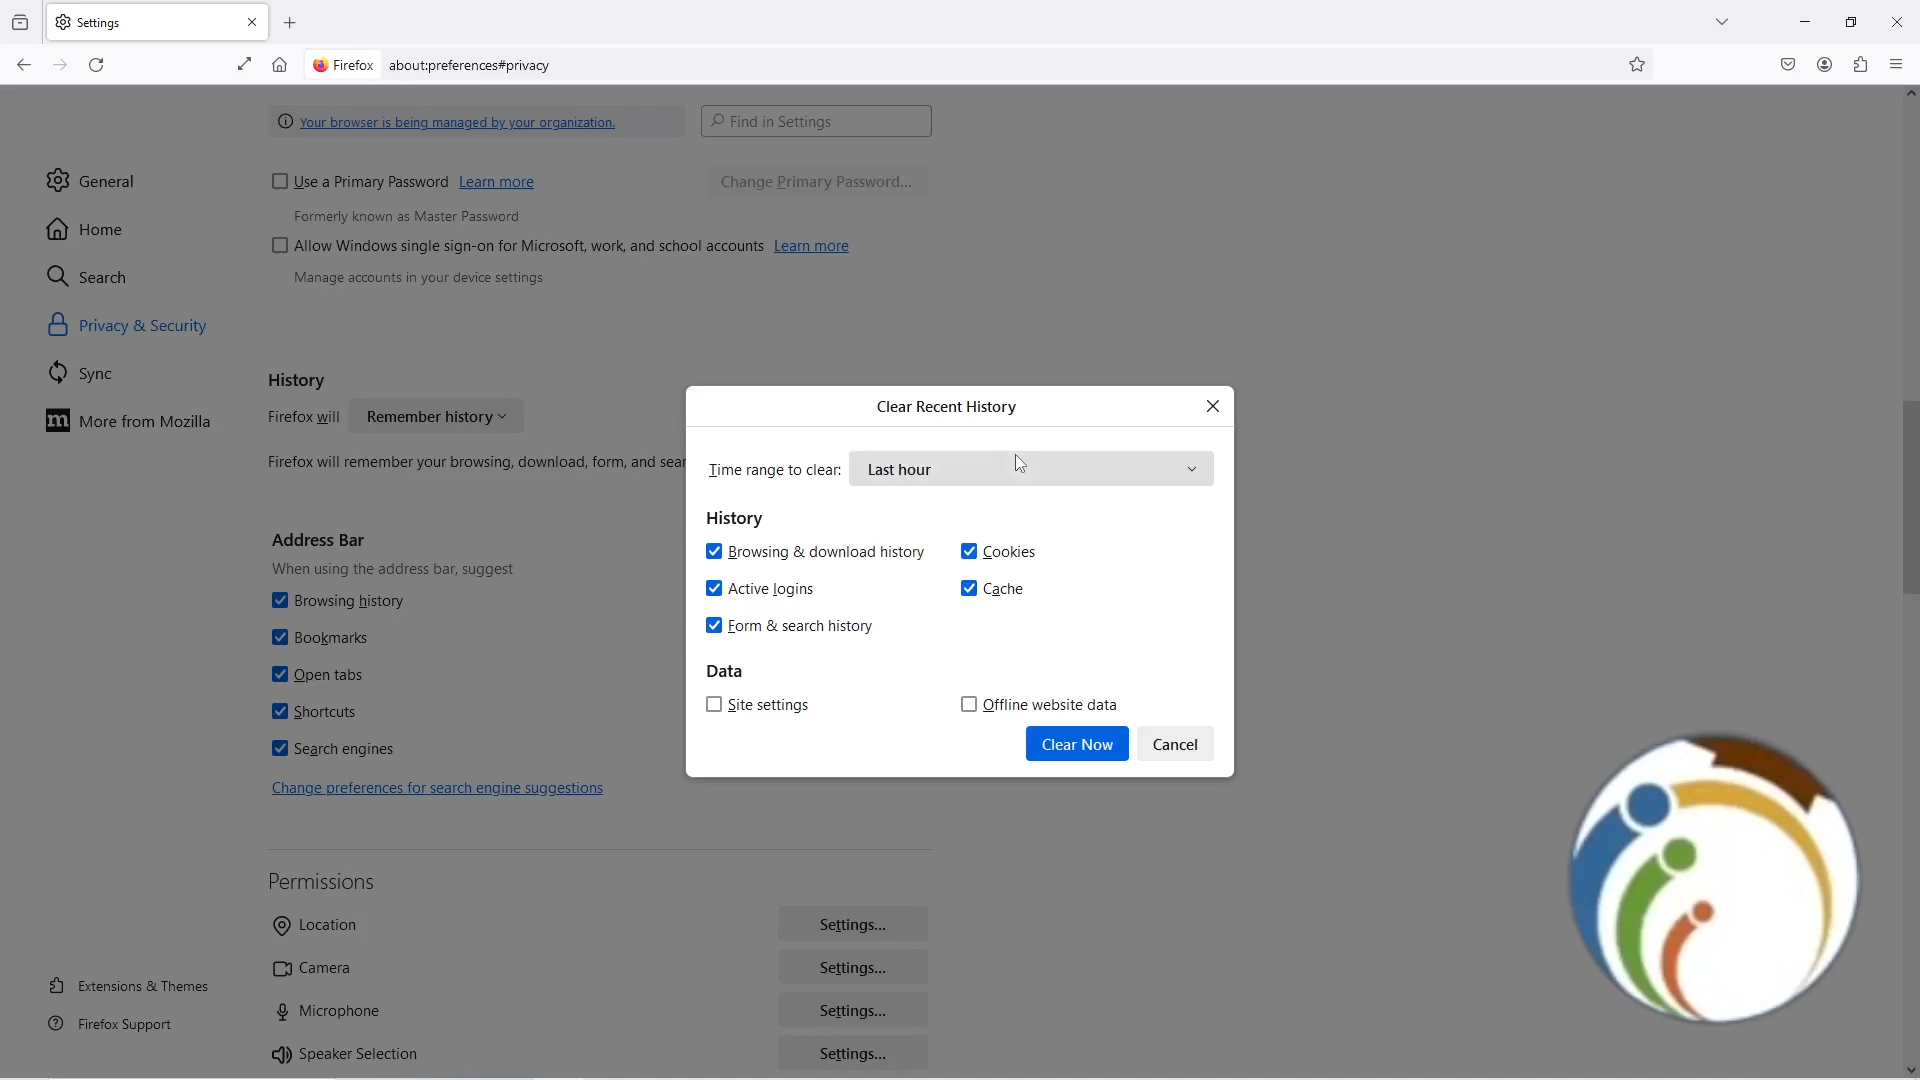 Settings
Firefox about:preferences#privacy
Your browser is being managed by your organization.
Find in Settings
General
Home
Search
Privacy & Security
Sync
m More from Mozilla
Extensions & Themes
Firefox Support
Use a Primary Password Learn more
Change Primary Password...
Formerly known as Master Password
Allow Windows single sign-on for Microsoft, work, and school accounts Learn more
Manage accounts in your device settings
History
Firefox will Remember history
Firefox will remember your browsing, download, form, and sear
Address Bar
When using the address bar, suggest
Browsing history
Bookmarks
Open tabs
Shortcuts
Search engines
Change preferences for search engine suggestions
Permissions
Location Settings...
Camera Settings...
Microphone Settings...
Speaker Selection Settings...
Clear Recent History
Time range to clear: Last hour
History
Browsing & download history Cookies
Active logins Cache
Form & search history
Data
Site settings Offline website data
Clear Now Cancel